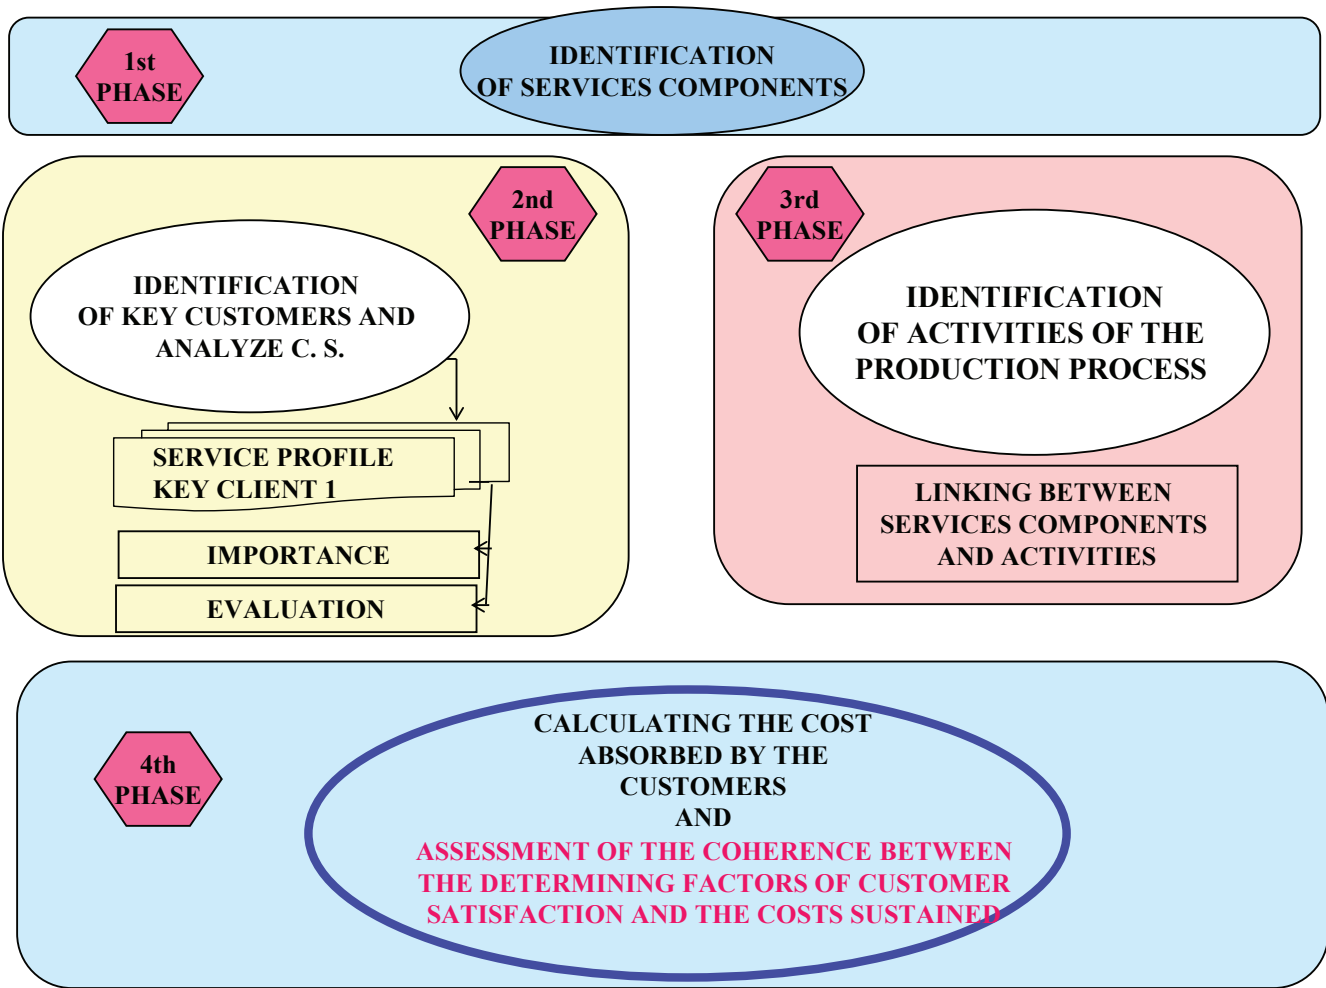 1st
PHASE
IDENTIFICATION
OF SERVICES COMPONENTS
2nd
PHASE
IDENTIFICATION
OF KEY CUSTOMERS AND
ANALYZE C. S.
SERVICE PROFILE
KEY CLIENT 1
IMPORTANCE
EVALUATION
3rd
PHASE
IDENTIFICATION
OF ACTIVITIES OF THE
PRODUCTION PROCESS
LINKING BETWEEN
SERVICES COMPONENTS
AND ACTIVITIES
4th
PHASE
CALCULATING THE COST
ABSORBED BY THE
CUSTOMERS
AND
ASSESSMENT OF THE COHERENCE BETWEEN
THE DETERMINING FACTORS OF CUSTOMER
SATISFACTION AND THE COSTS SUSTAINED